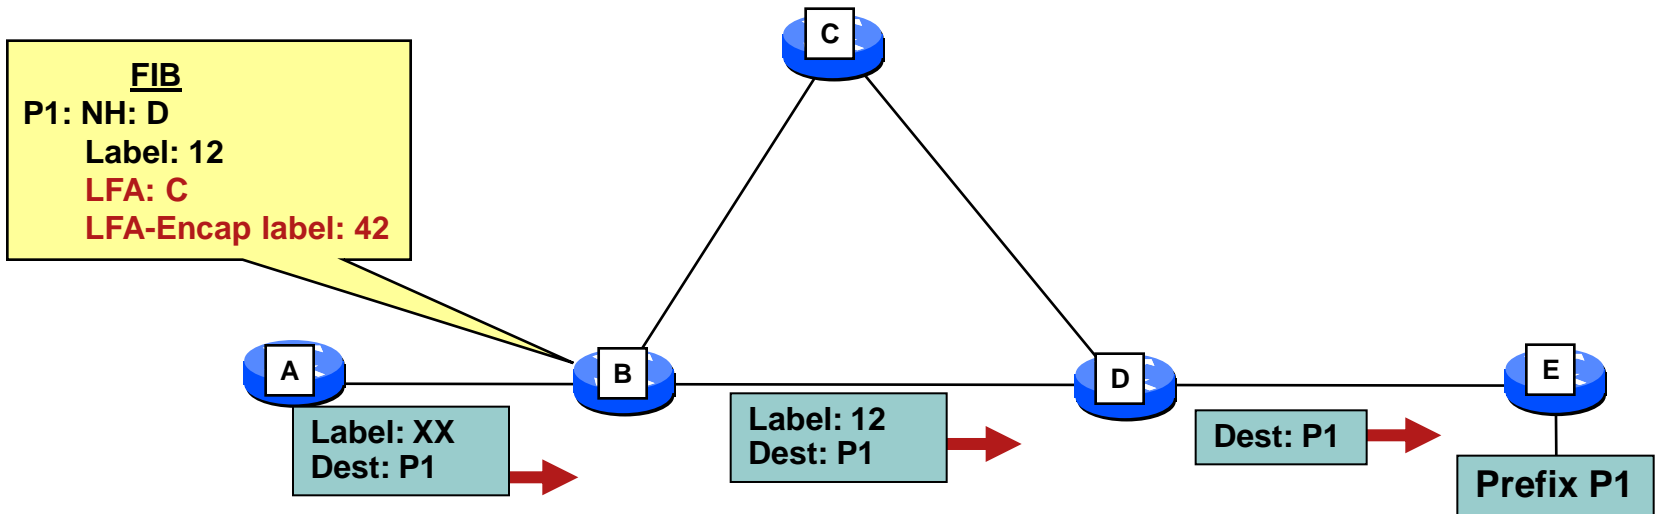 C
FIB
P1: NH: D
Label: 12
LFA: C
LFA-Encap label: 42
A
B
D
E
Label: XX
Dest: P1
Label: 12
Dest: P1
Dest: P1
Prefix P1